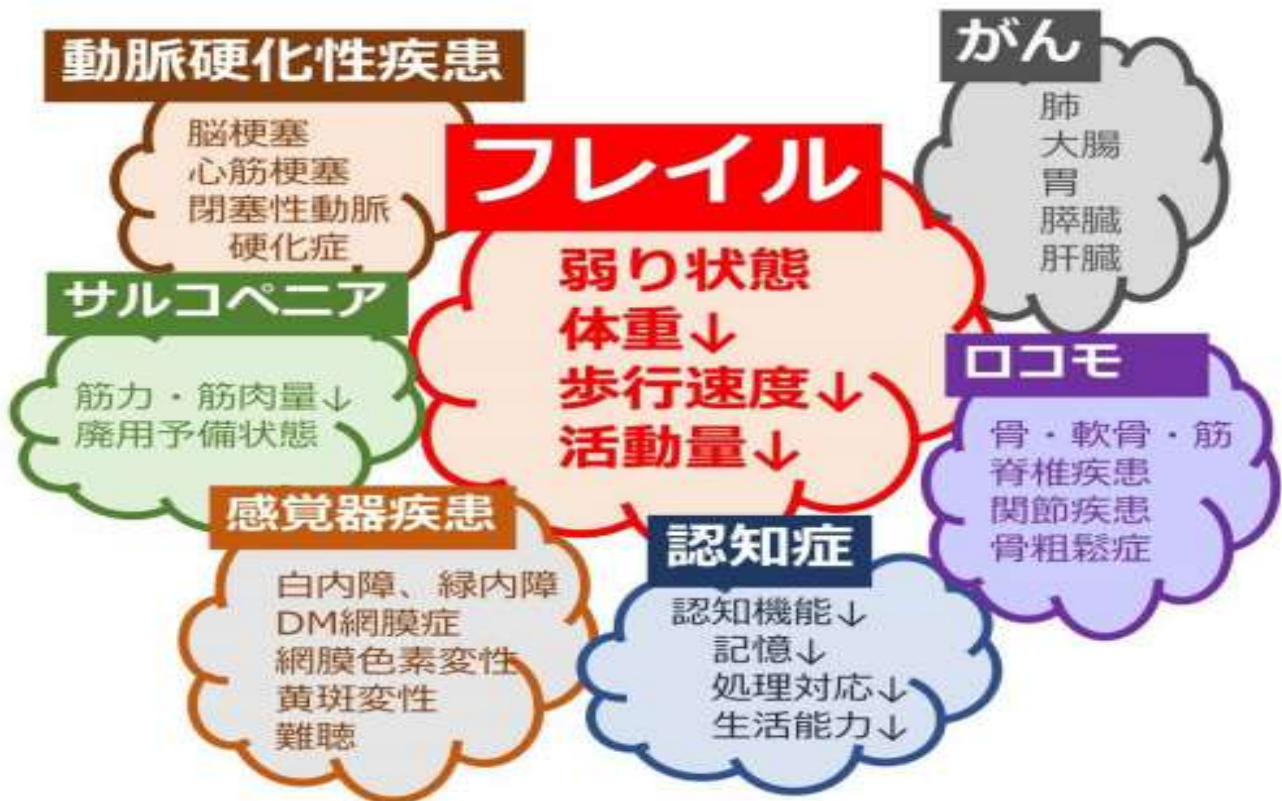 動脈硬化性疾患
脳梗塞
心筋梗塞
閉塞性動脈
硬化症
がん
肺
大腸
胃
膵臓
肝臓
フレイル
弱り状態
体重↓
歩行速度↓
活動量↓
サルコペニア
筋力・筋肉量↓
廃用予備状態
ロコモ
骨・軟骨・筋
脊椎疾患
関節疾患
骨粗鬆症
感覚器疾患
白内障、緑内障
DM網膜症
網膜色素変性
黄斑変性
難聴
認知症
認知機能↓
記憶↓
処理対応↓
生活能力↓